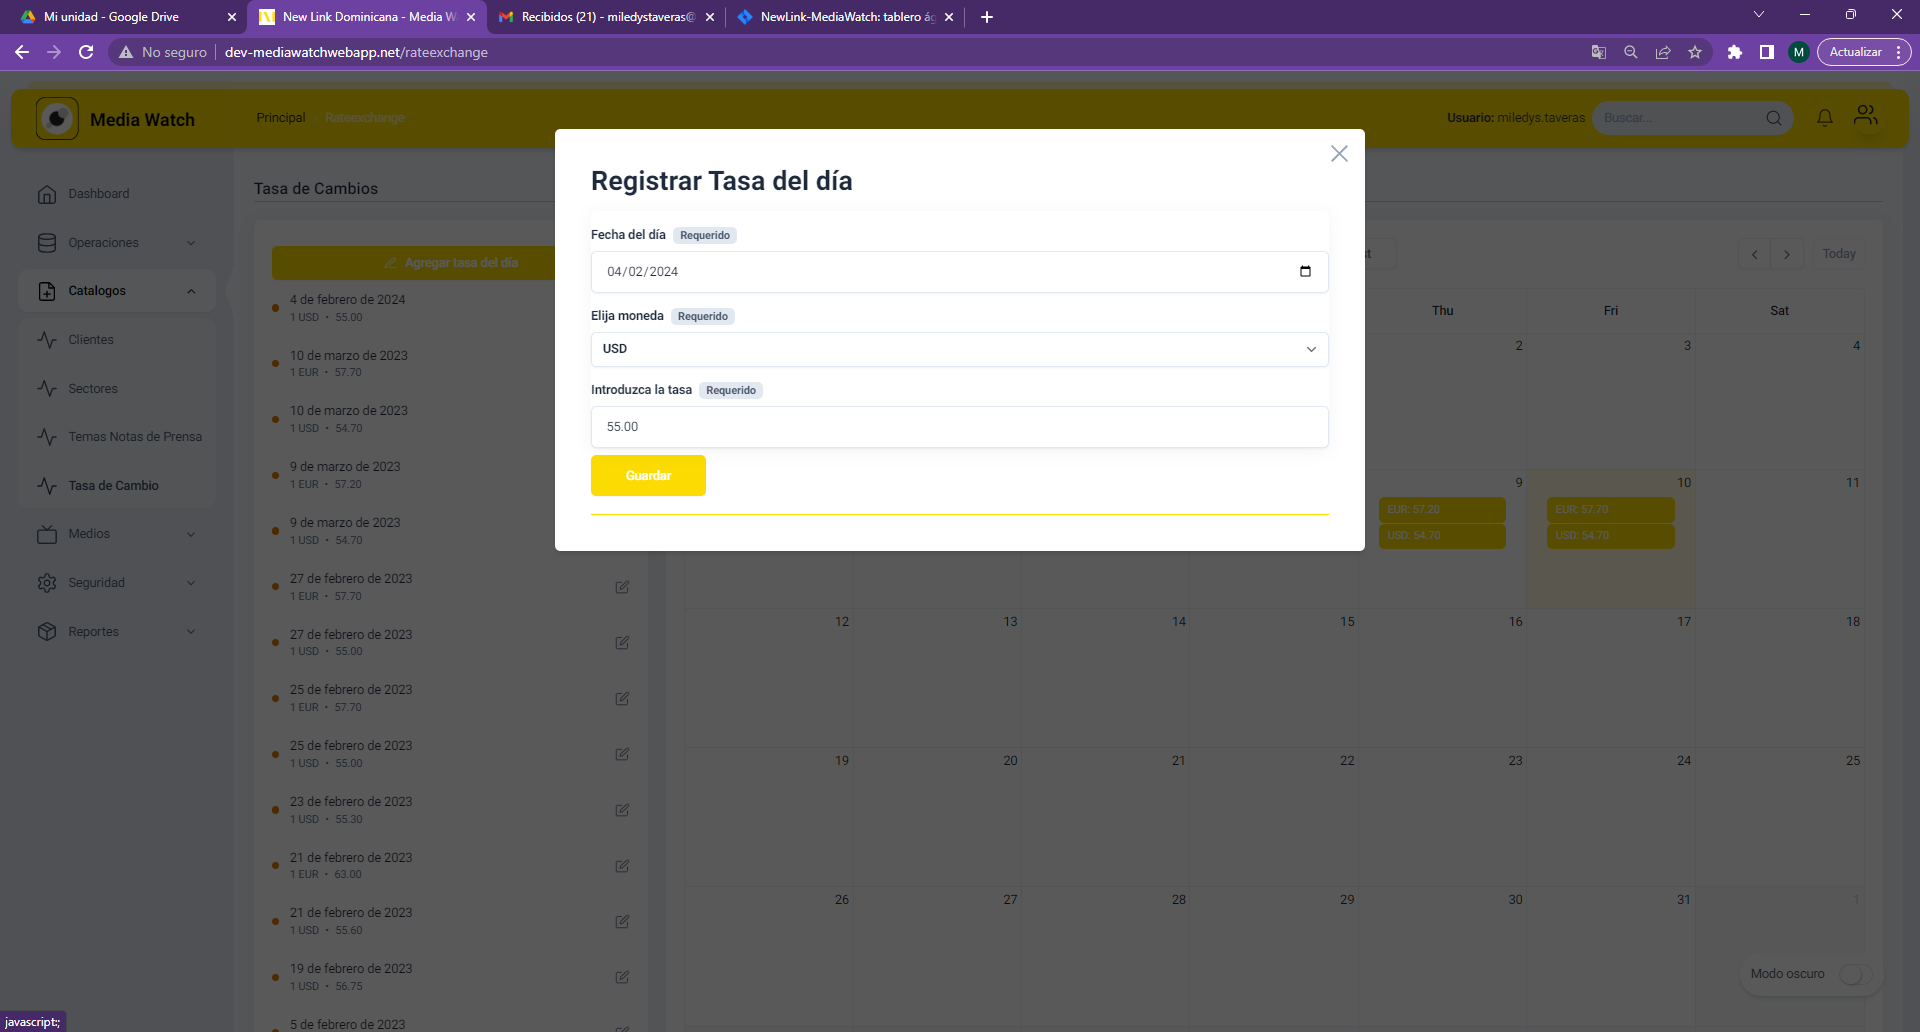 Mi unidad - Google Drive
New Link Dominicana - Media W
Recibidos (21) - miledystaveras@
NewLink-MediaWatch: tablero ág
No seguro
dev-mediawatchwebapp.net/rateexchange
M
Actualizar
Media Watch
Principal
Rateexchange
Usuario: miledys.taveras
Buscar...
Dashboard
Operaciones
Catalogos
Clientes
Sectores
Temas Notas de Prensa
Tasa de Cambio
Medios
Seguridad
Reportes
Tasa de Cambios
Agregar tasa del día
4 de febrero de 2024
1 USD • 55.00
10 de marzo de 2023
1 EUR • 57.70
10 de marzo de 2023
1 USD • 54.70
9 de marzo de 2023
1 EUR • 57.20
9 de marzo de 2023
1 USD • 54.70
27 de febrero de 2023
1 EUR • 57.70
27 de febrero de 2023
1 USD • 55.00
25 de febrero de 2023
1 EUR • 57.70
25 de febrero de 2023
1 USD • 55.00
23 de febrero de 2023
1 USD • 55.30
21 de febrero de 2023
1 EUR • 63.00
21 de febrero de 2023
1 USD • 55.60
19 de febrero de 2023
1 USD • 56.75
5 de febrero de 2023
Registrar Tasa del día
Fecha del día Requerido
04/02/2024
Elija moneda Requerido
USD
Introduzca la tasa Requerido
55.00
Guardar
st
Today
Thu Fri Sat
2 3 4
9 10 11
EUR: 57.20 EUR: 57.70
USD: 54.70 USD: 54.70
12 13 14 15 16 17 18
19 20 21 22 23 24 25
26 27 28 29 30 31 1
Modo oscuro
javascript:;